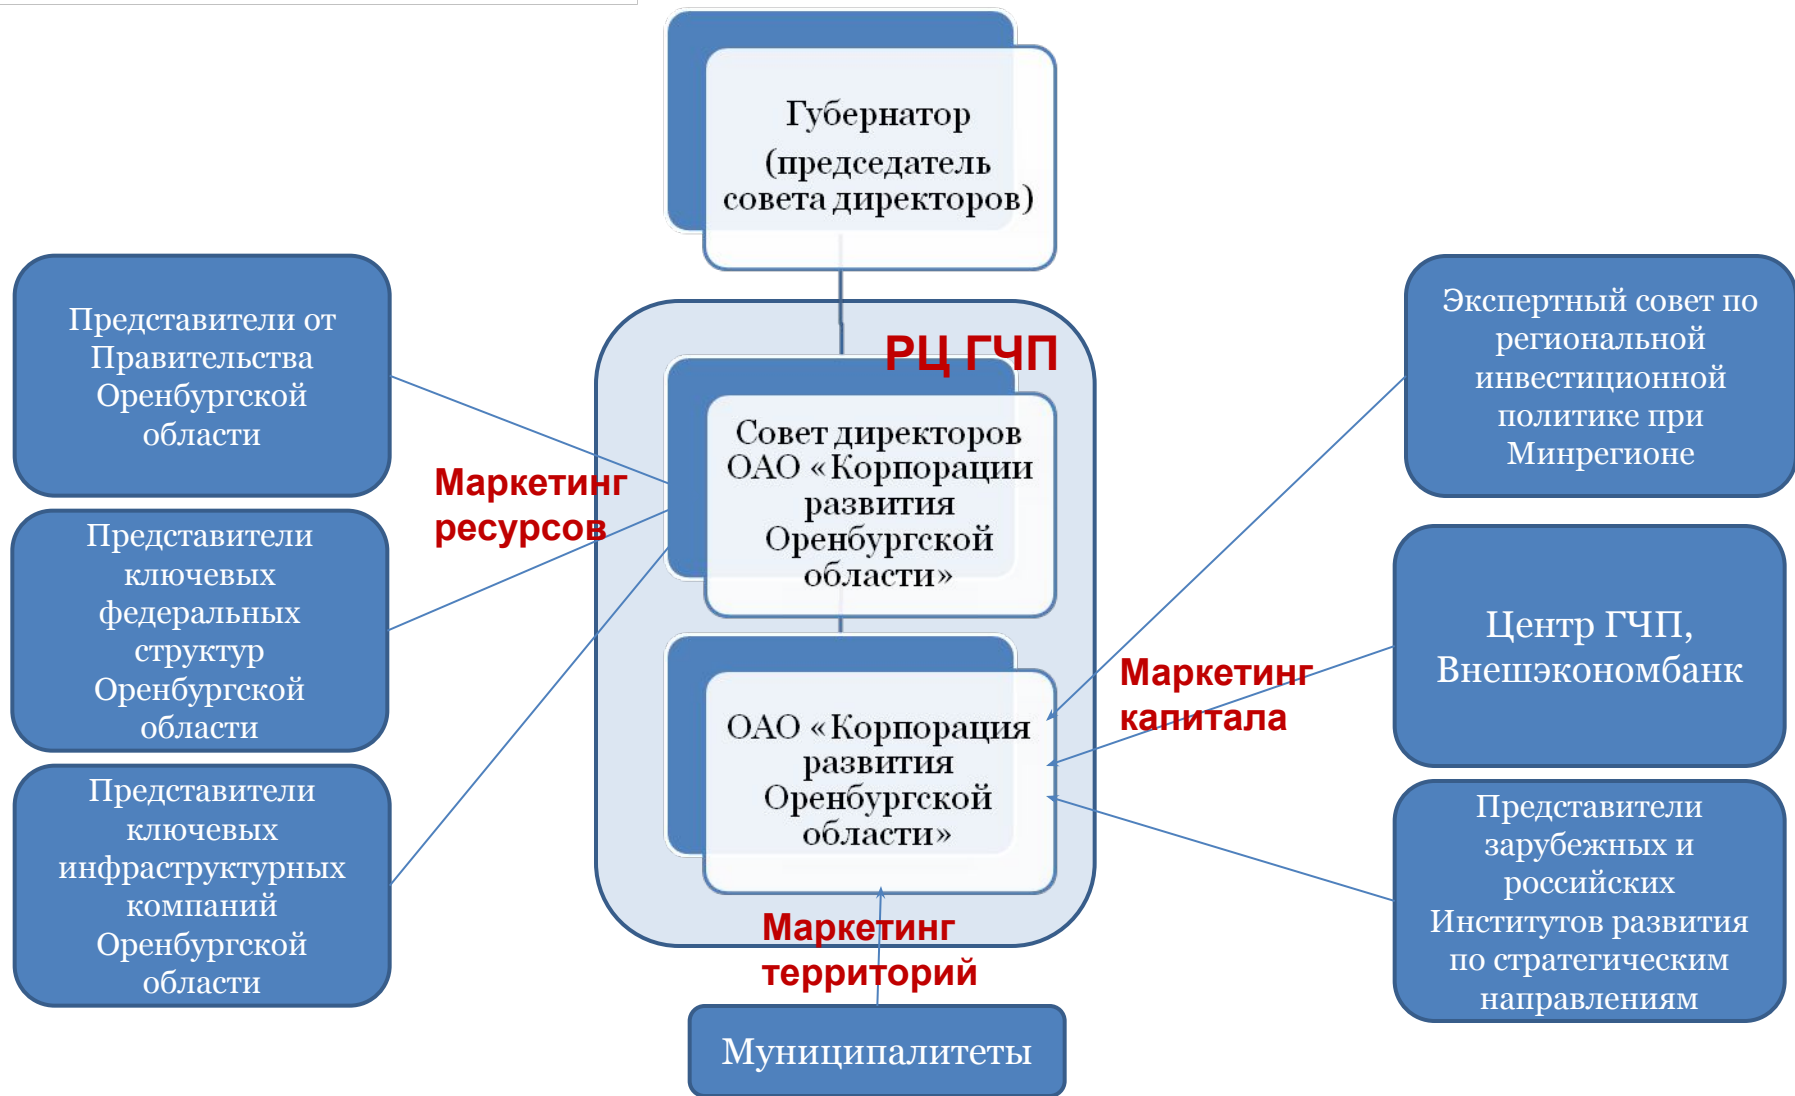 Губернатор
(председатель
совета директоров)
РЦ ГЧП
Совет директоров
ОАО «Корпорации
развития
Оренбургской
области»
ОАО «Корпорация
развития
Оренбургской
области»
Представители от
Правительства
Оренбургской
области
Представители
ключевых
федеральных
структур
Оренбургской
области
Представители
ключевых
инфраструктурных
компаний
Оренбургской
области
Маркетинг
ресурсов
Маркетинг
капитала
Маркетинг
территорий
Экспертный совет по
региональной
инвестиционной
политике при
Минрегионе
Центр ГЧП,
Внешэкономбанк
Представители
зарубежных и
российских
Институтов развития
по стратегическим
направлениям
Муниципалитеты